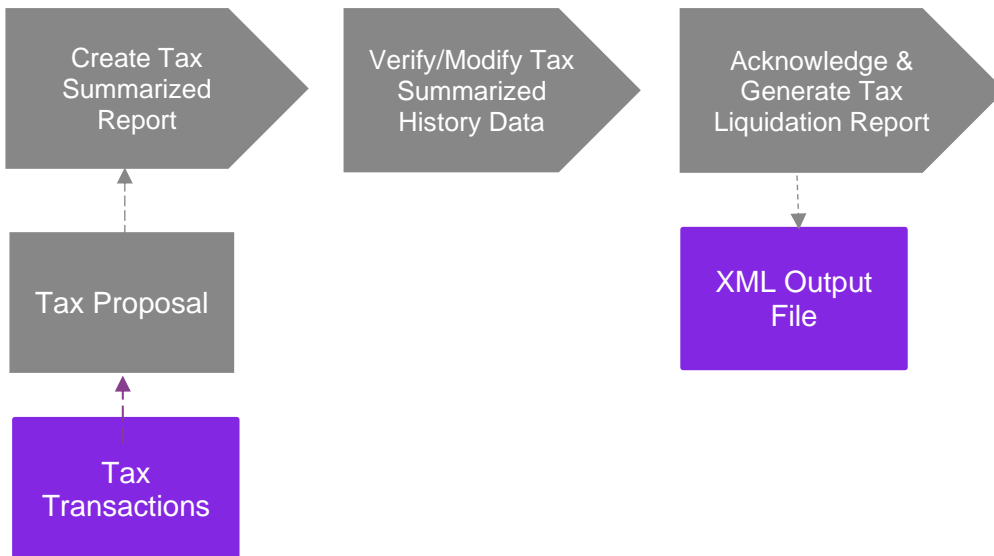 Create Tax
Summarized
Report
Verify/Modify Tax
Summarized
History Data
Acknowledge &
Generate Tax
Liquidation Report
Tax Proposal
XML Output
File
Tax
Transactions